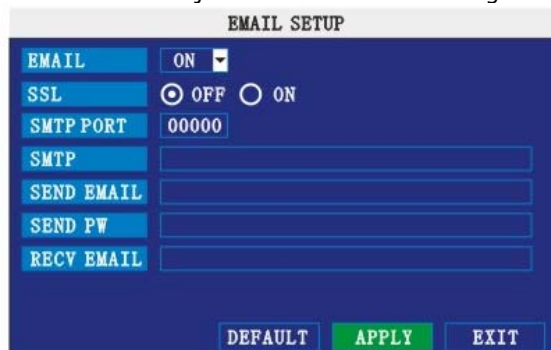 EMAIL SETUP
EMAIL ON
SSL OFF ON
SMTP PORT 00000
SMTP
SEND EMAIL
SEND PW
RECV EMAIL
DEFAULT APPLY EXIT